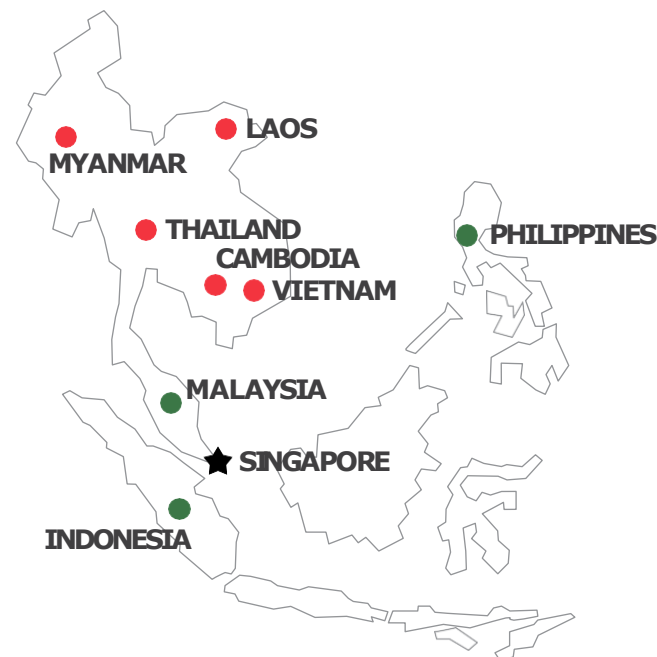 LAOS
MYANMAR
THAILAND
PHILIPPINES
CAMBODIA
VIETNAM
MALAYSIA
SINGAPORE
INDONESIA